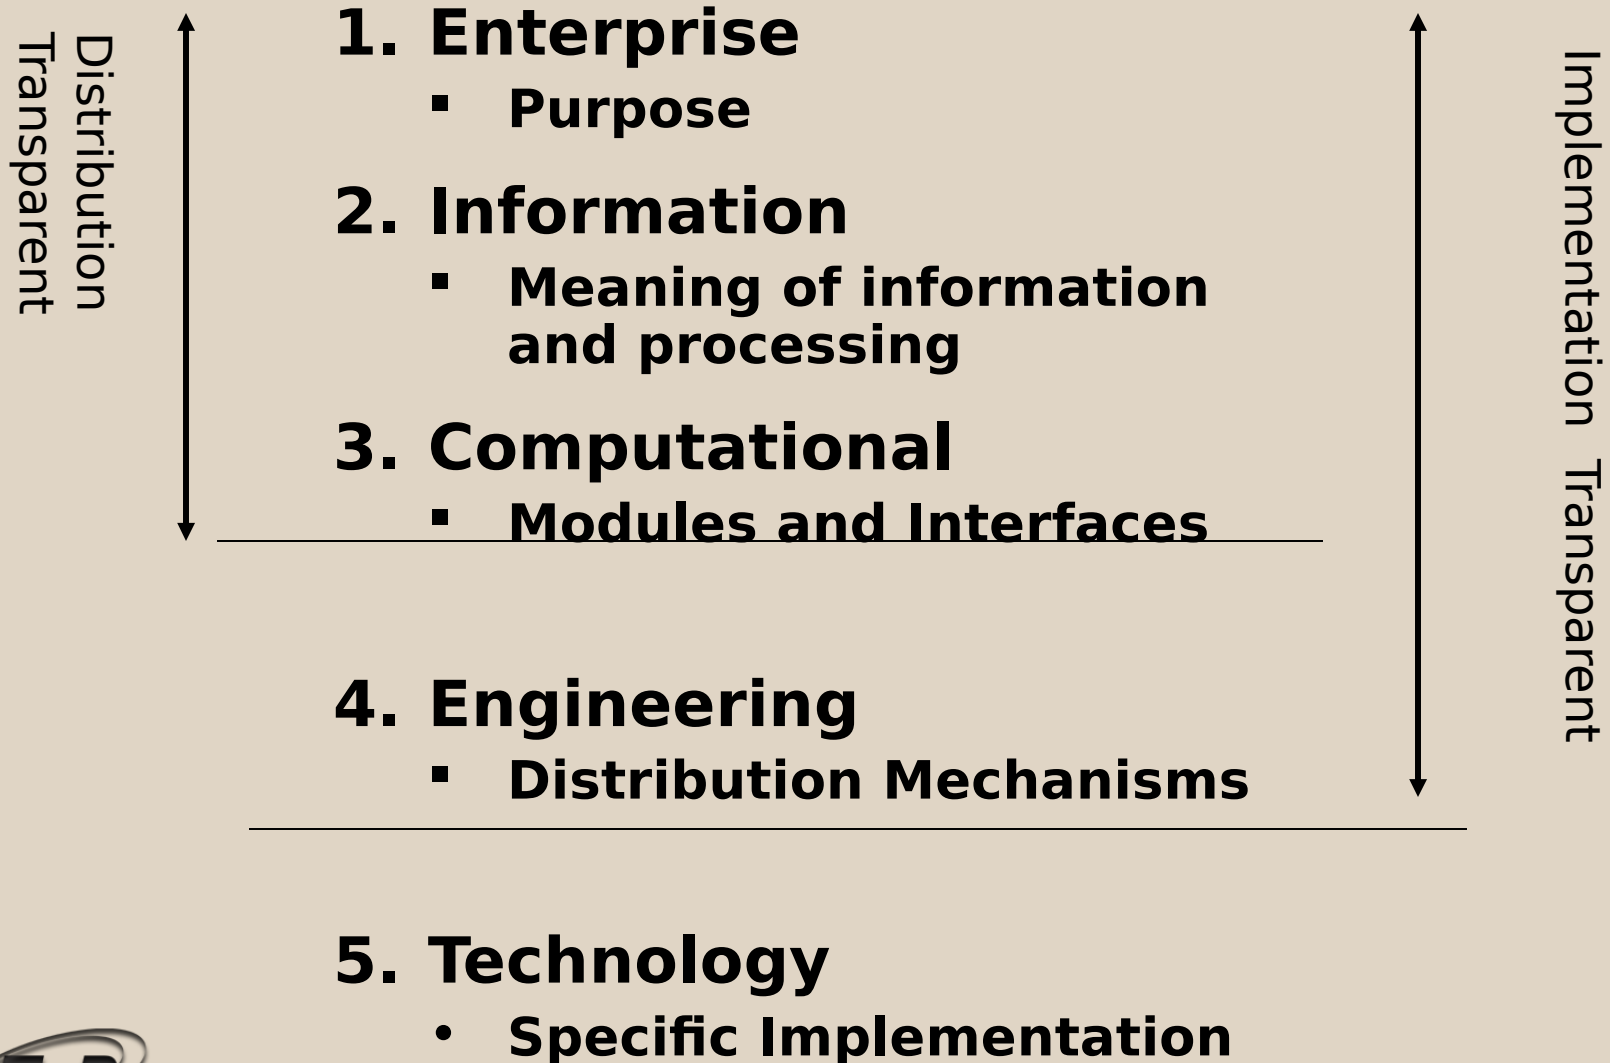 Distribution
Transparent
1. Enterprise
▪ Purpose
2. Information
▪ Meaning of information
and processing
3. Computational
▪ Modules and Interfaces
4. Engineering
▪ Distribution Mechanisms
5. Technology
• Specific Implementation
Implementation Transparent